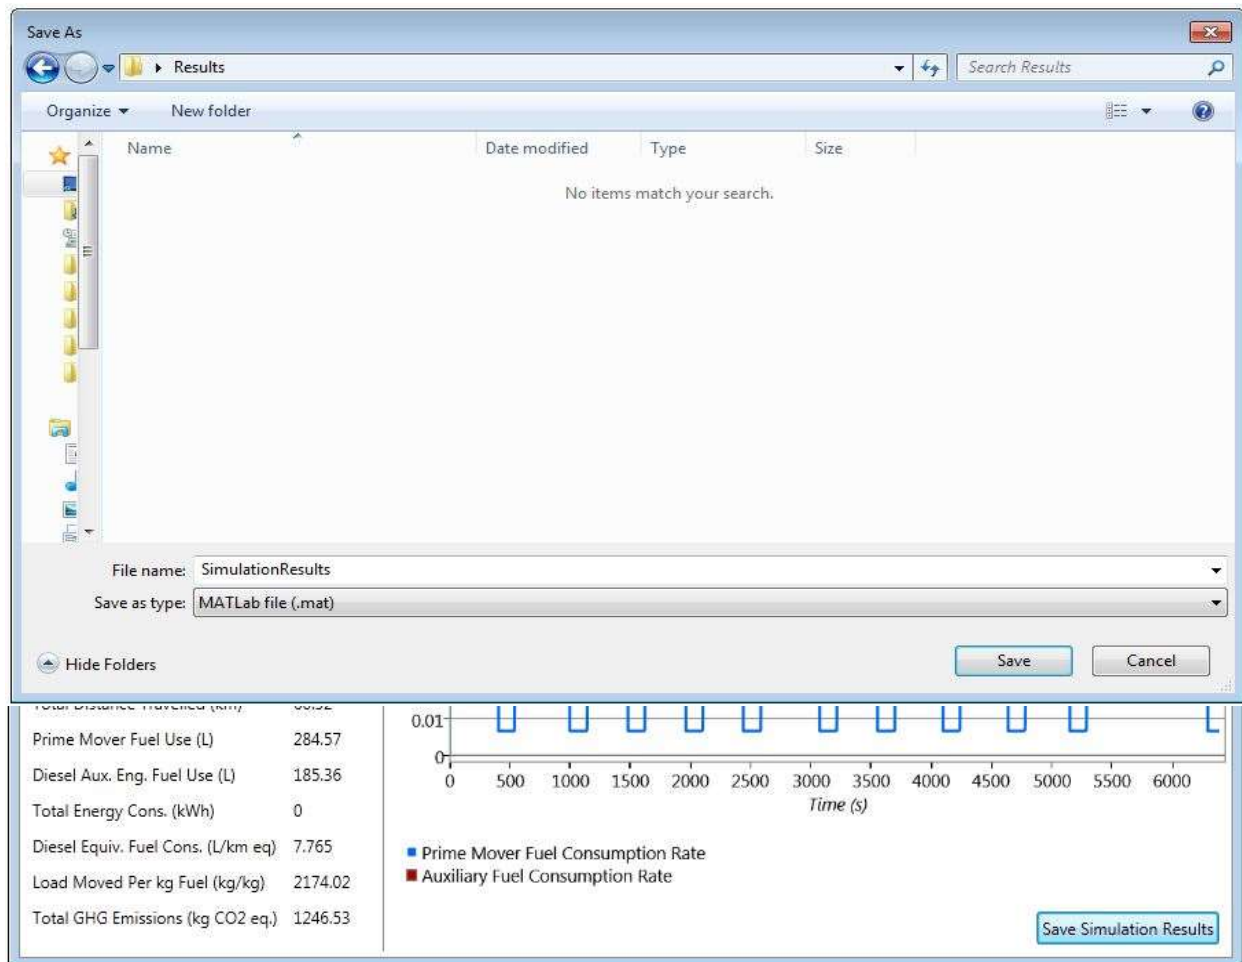 Save As
Results
Search Results
Organize
New folder
Name
Date modified
Type
Size
No items match your search.
File name: SimulationResults
Save as type: MATLab file (.mat)
Hide Folders
Save
Cancel
Prime Mover Fuel Use (L) 284.57
Diesel Aux. Eng. Fuel Use (L) 185.36
Total Energy Cons. (kWh) 0
Diesel Equiv. Fuel Cons. (L/km eq) 7.765
Load Moved Per kg Fuel (kg/kg) 2174.02
Total GHG Emissions (kg CO2 eq.) 1246.53
0.01
0
0 500 1000 1500 2000 2500 3000 3500 4000 4500 5000 5500 6000
Time (s)
Prime Mover Fuel Consumption Rate
Auxiliary Fuel Consumption Rate
Save Simulation Results